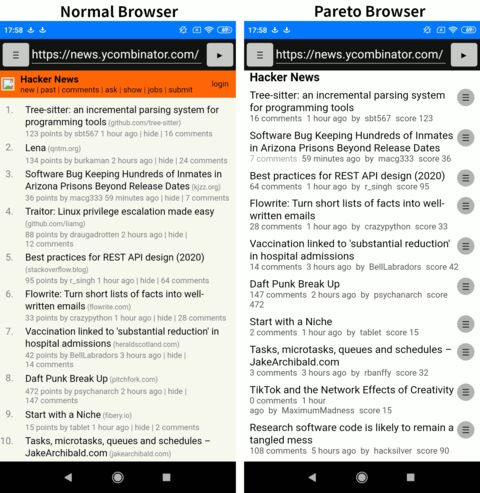 Normal Browser
17:58
69
https://news.ycombinator.com/
Hacker News
new | past | comments | ask | show | jobs | submit
login
1. Tree-sitter: an incremental parsing system for
programming tools (github.com/tree-sitter)
123 points by sbt567 1 hour ago | hide | 16 comments
2. Lena (qntm.org)
134 points by burkaman 2 hours ago | hide | 24 comments
3. Software Bug Keeping Hundreds of Inmates in
Arizona Prisons Beyond Release Dates (kjzz.org)
36 points by macg333 59 minutes ago | hide | 7 comments
4. Traitor: Linux privilege escalation made easy
(github.com/liamg)
88 points by draugadrotten 2 hours ago | hide |
12 comments
5. Best practices for REST API design (2020)
(stackoverflow.blog)
95 points by r_singh 1 hour ago | hide | 64 comments
6. Flowrite: Turn short lists of facts into well-
written emails (flowrite.com)
33 points by crazypython 1 hour ago | hide | 28 comments
7. Vaccination linked to 'substantial reduction' in
hospital admissions (heraldscotland.com)
42 points by BellLabradors 3 hours ago | hide |
14 comments
8. Daft Punk Break Up (pitchfork.com)
472 points by psychanarch 2 hours ago | hide |
147 comments
9. Start with a Niche (fibery.io)
15 points by tablet 1 hour ago | hide | 2 comments
10. Tasks, microtasks, queues and schedules –
JakeArchibald.com (jakearchibald.com)
Pareto Browser
17:58
69
https://news.ycombinator.com/
Hacker News
Tree-sitter: an incremental parsing system
for programming tools
16 comments 1 hour ago by sbt567 score 123
Software Bug Keeping Hundreds of Inmates
in Arizona Prisons Beyond Release Dates
7 comments 59 minute ago by macg333 score 36
Best practices for REST API design (2020)
64 comments 1 hour ago by r_singh score 95
Flowrite: Turn short lists of facts into well-
written emails
28 comments 1 hour ago by crazypython score 33
Vaccination linked to 'substantial reduction'
in hospital admissions
14 comments 3 hours ago by BellLabradors score 42
Daft Punk Break Up
147 comments 2 hours ago by psychanarch score
472
Start with a Niche
2 comments 1 hour ago by tablet score 15
Tasks, microtasks, queues and schedules –
JakeArchibald.com
3 comments 3 hours ago by rbanffy score 32
TikTok and the Network Effects of Creativity
0 comments 1 hour
ago by MaximumMadness score 15
Research software code is likely to remain a
tangled mess
108 comments 5 hours ago by hacksilver score 90